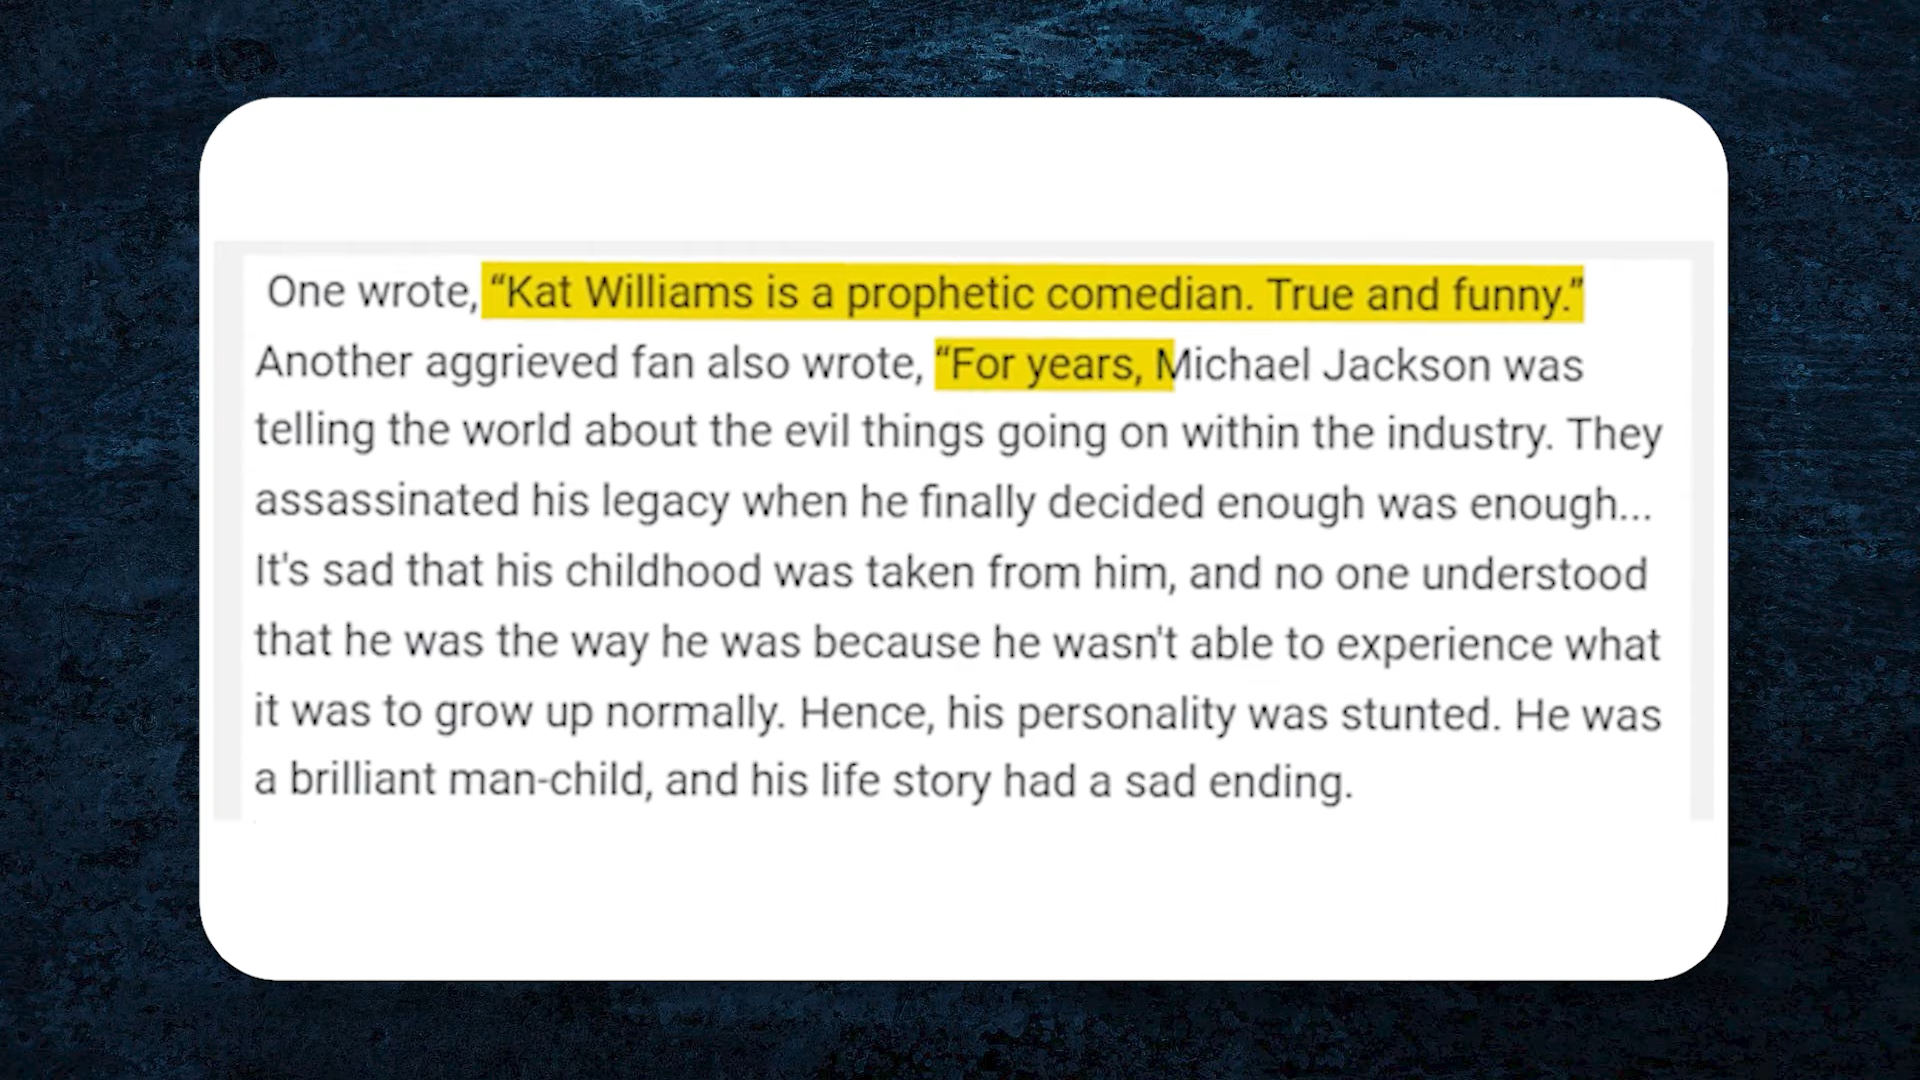 One wrote, “Kat Williams is a prophetic comedian. True and funny.”
Another aggrieved fan also wrote, “For years, Michael Jackson was
telling the world about the evil things going on within the industry. They
assassinated his legacy when he finally decided enough was enough...
It's sad that his childhood was taken from him, and no one understood
that he was the way he was because he wasn't able to experience what
it was to grow up normally. Hence, his personality was stunted. He was
a brilliant man-child, and his life story had a sad ending.